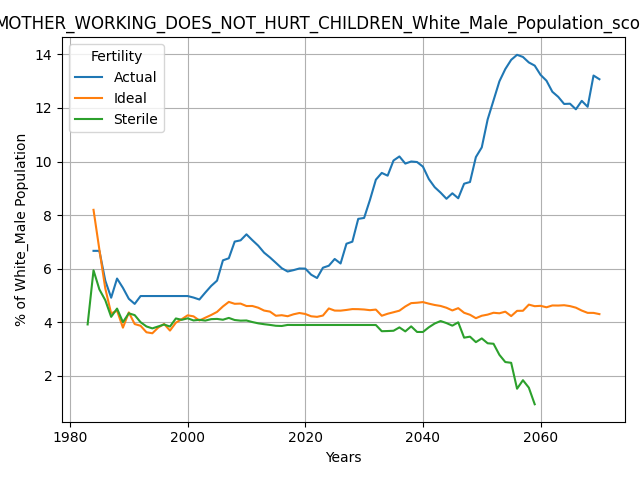 MOTHER_WORKING_DOES_NOT_HURT_CHILDREN_White_Male_Population_sco
Fertility
Actual
Ideal
Sterile
% of White_Male Population
14
12
10
8
6
4
2
1980 2000 2020 2040 2060
Years